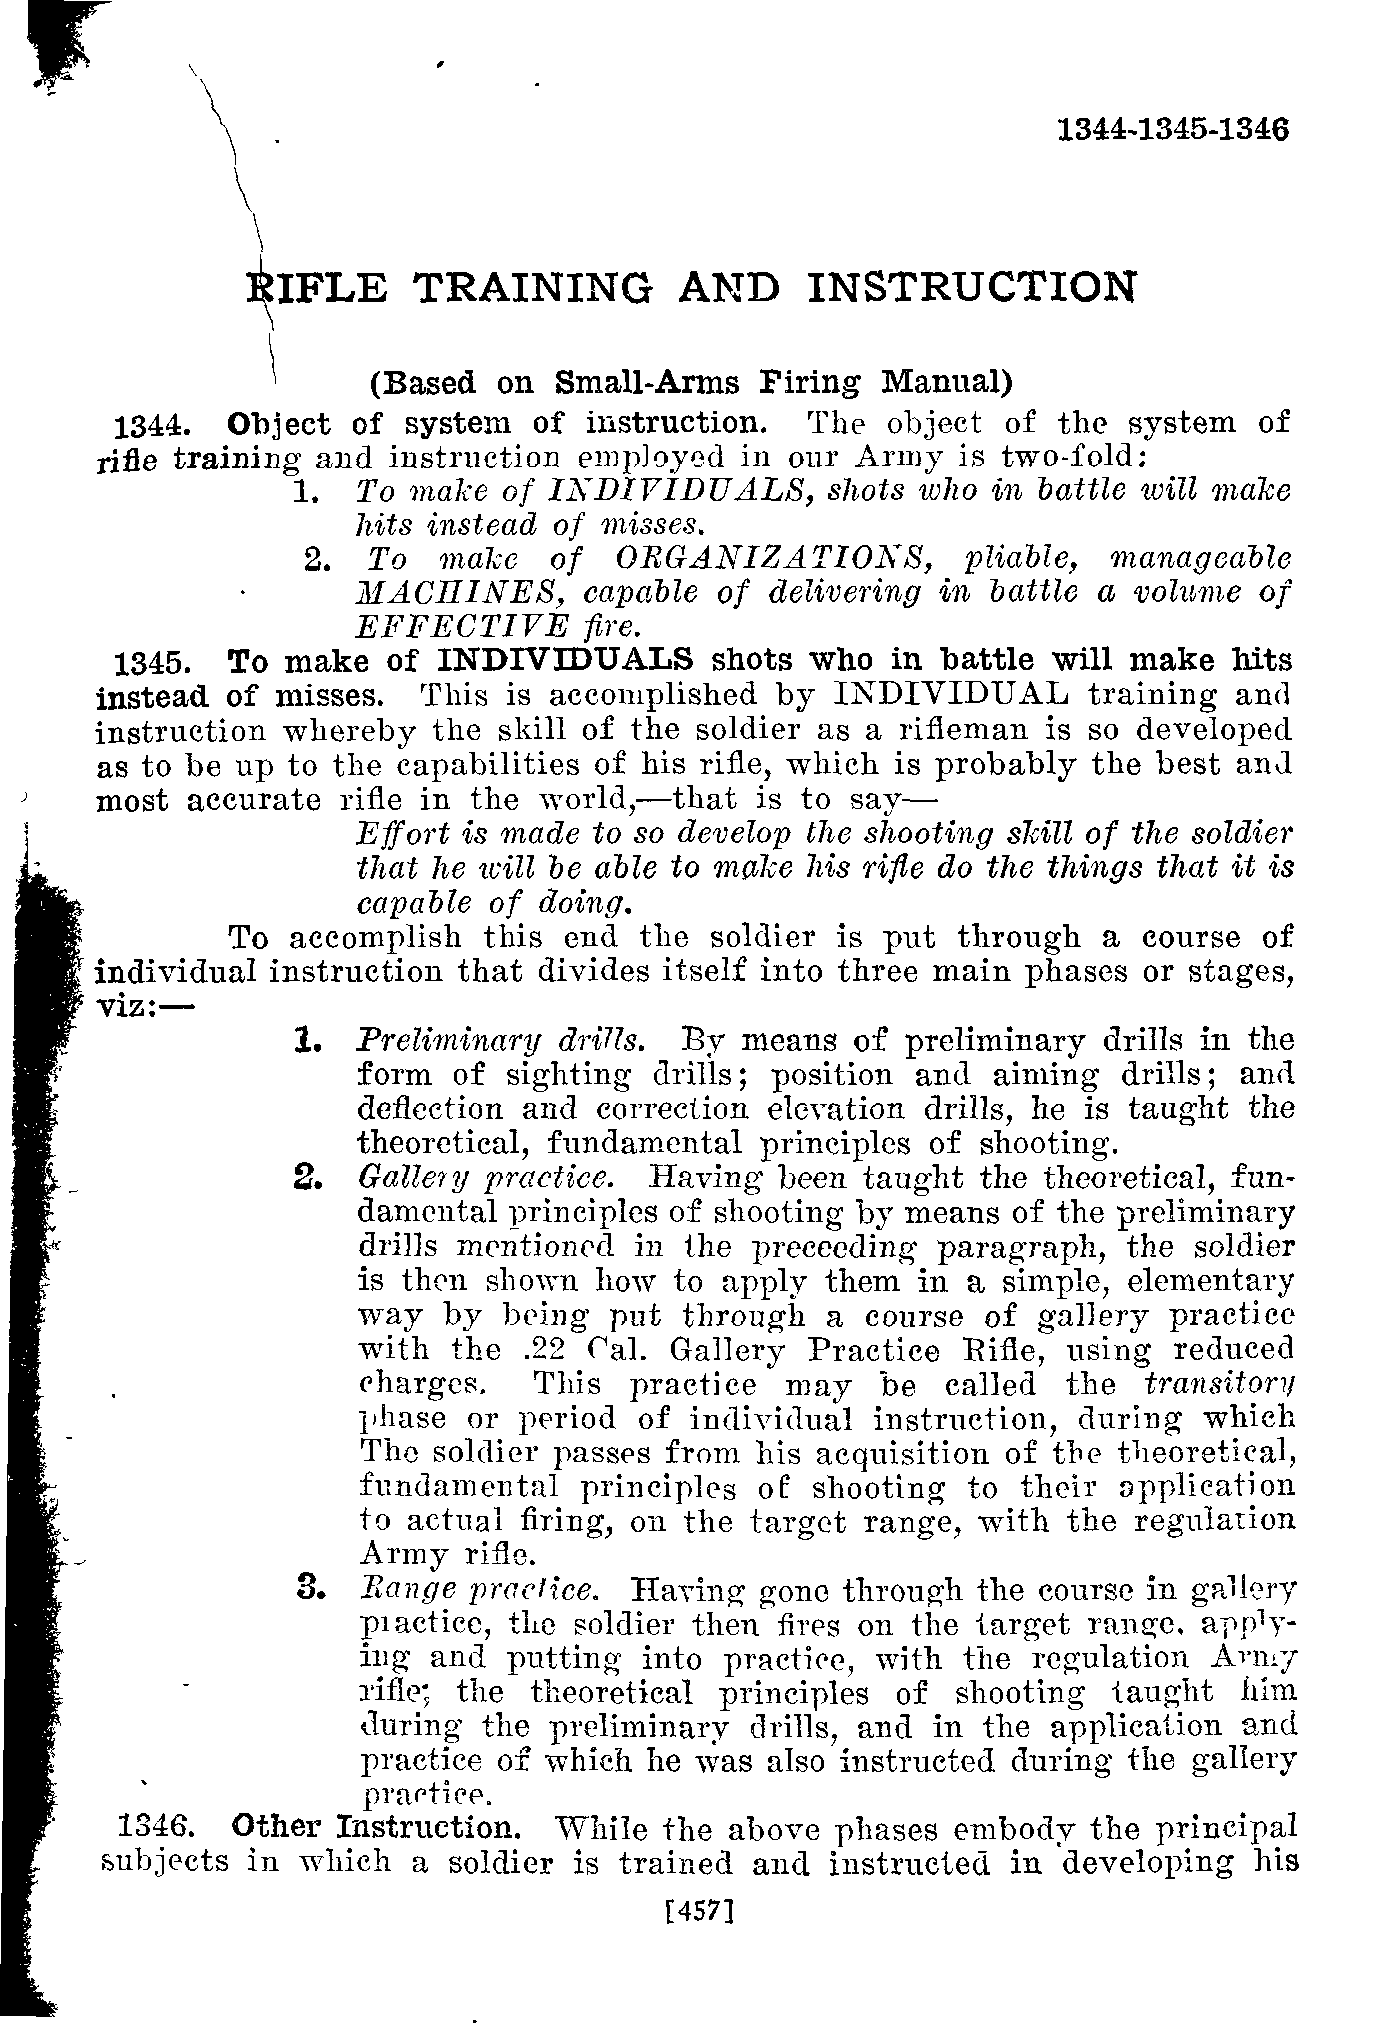 1344-1345-1346
RIFLE TRAINING AND INSTRUCTION
(Based on Small-Arms Firing Manual)
1344. Object of system of instruction. The object of the system of
rifle training and instruction employed in our Army is two-fold:
1. To make of INDIVIDUALS, shots who in battle will make
hits instead of misses.
2. To make of ORGANIZATIONS, pliable, manageable
MACHINES, capable of delivering in battle a volume of
EFFECTIVE fire.
1345. To make of INDIVIDUALS shots who in battle will make hits
instead of misses. This is accomplished by INDIVIDUAL training and
instruction whereby the skill of the soldier as a rifleman is so developed
as to be up to the capabilities of his rifle, which is probably the best and
most accurate rifle in the world,—that is to say—
Effort is made to so develop the shooting skill of the soldier
that he will be able to make his rifle do the things that it is
capable of doing.
To accomplish this end the soldier is put through a course of
individual instruction that divides itself into three main phases or stages,
viz:—
1. Preliminary drills. By means of preliminary drills in the
form of sighting drills; position and aiming drills; and
deflection and correction elevation drills, he is taught the
theoretical, fundamental principles of shooting.
2. Gallery practice. Having been taught the theoretical, fun-
damental principles of shooting by means of the preliminary
drills mentioned in the preceeding paragraph, the soldier
is then shown how to apply them in a simple, elementary
way by being put through a course of gallery practice
with the .22 Cal. Gallery Practice Rifle, using reduced
charges. This practice may be called the transitory
phase or period of individual instruction, during which
The soldier passes from his acquisition of the theoretical,
fundamental principles of shooting to their application
to actual firing, on the target range, with the regulation
Army rifle.
3. Range practice. Having gone through the course in gallery
practice, the soldier then fires on the target range, apply-
ing and putting into practice, with the regulation Army
rifle; the theoretical principles of shooting taught him
during the preliminary drills, and in the application and
practice of which he was also instructed during the gallery
practice.
1346. Other Instruction. While the above phases embody the principal
subjects in which a soldier is trained and instructed in developing his
[457]